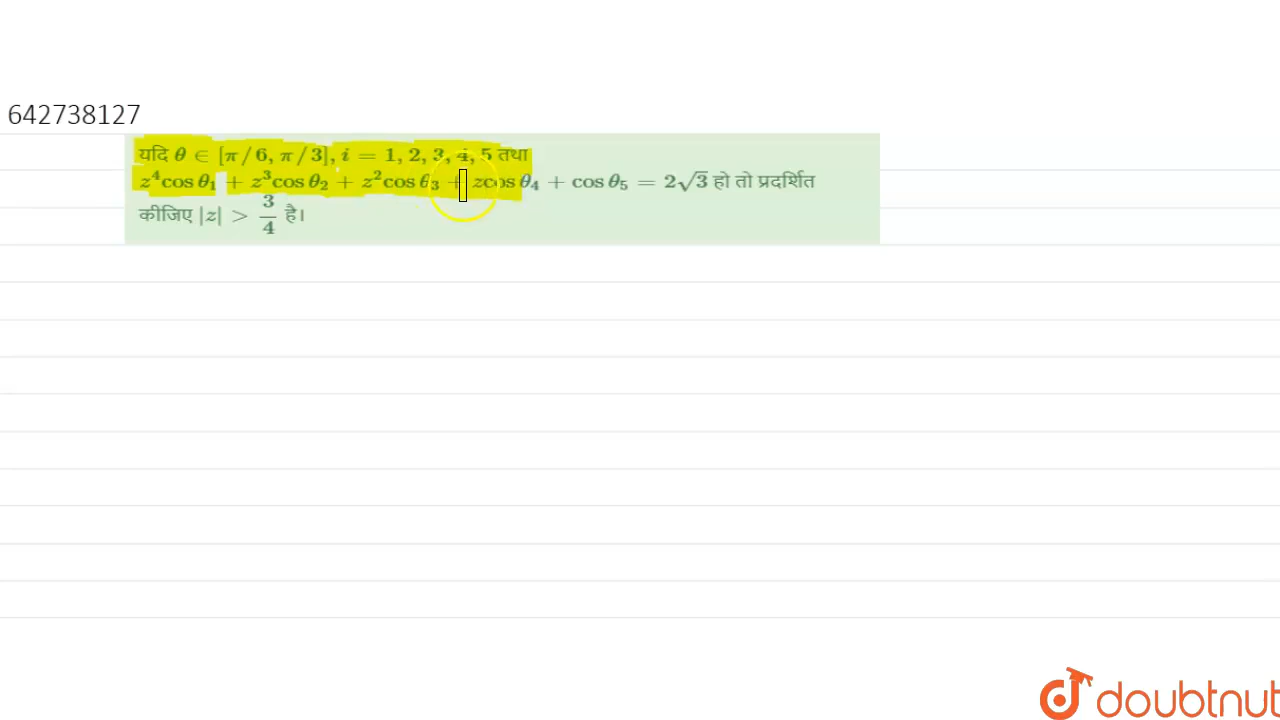 642738127
यदि θ ∈ [π/6, π/3], i = 1, 2, 3, 4, 5 तथा
z⁴cos θ₁ + z³cos θ₂ + z²cos θ₃ + zcos θ₄ + cos θ₅ = 2√3 हो तो प्रदर्शित
कीजिए |z| > 3/4 है।
doubtnut